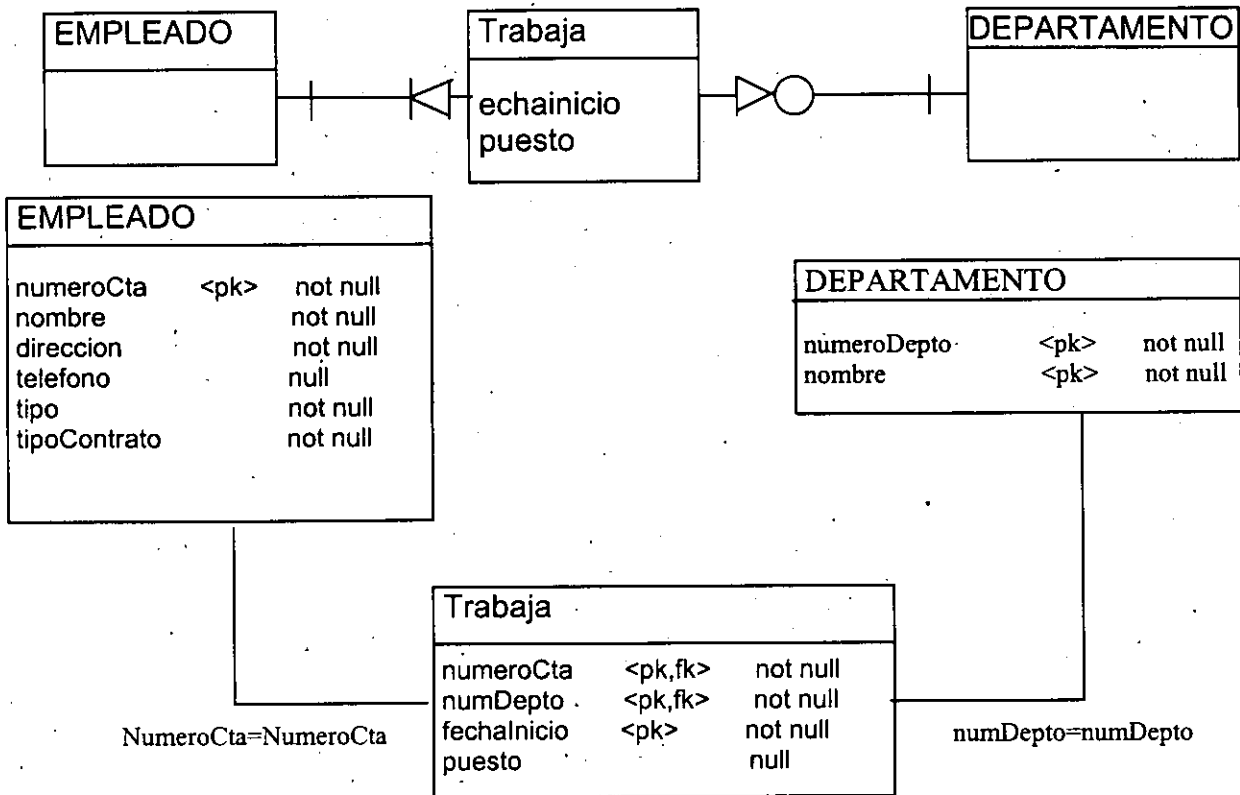 EMPLEADO
Trabaja
echainicio
puesto
DEPARTAMENTO
EMPLEADO
numeroCta <pk> not null
nombre not null
direccion not null
telefono null
tipo not null
tipoContrato not null
DEPARTAMENTO
numeroDepto <pk> not null
nombre <pk> not null
Trabaja
numeroCta <pk,fk> not null
numDepto <pk,fk> not null
fechaInicio <pk> not null
puesto null
NumeroCta=NumeroCta
numDepto=numDepto